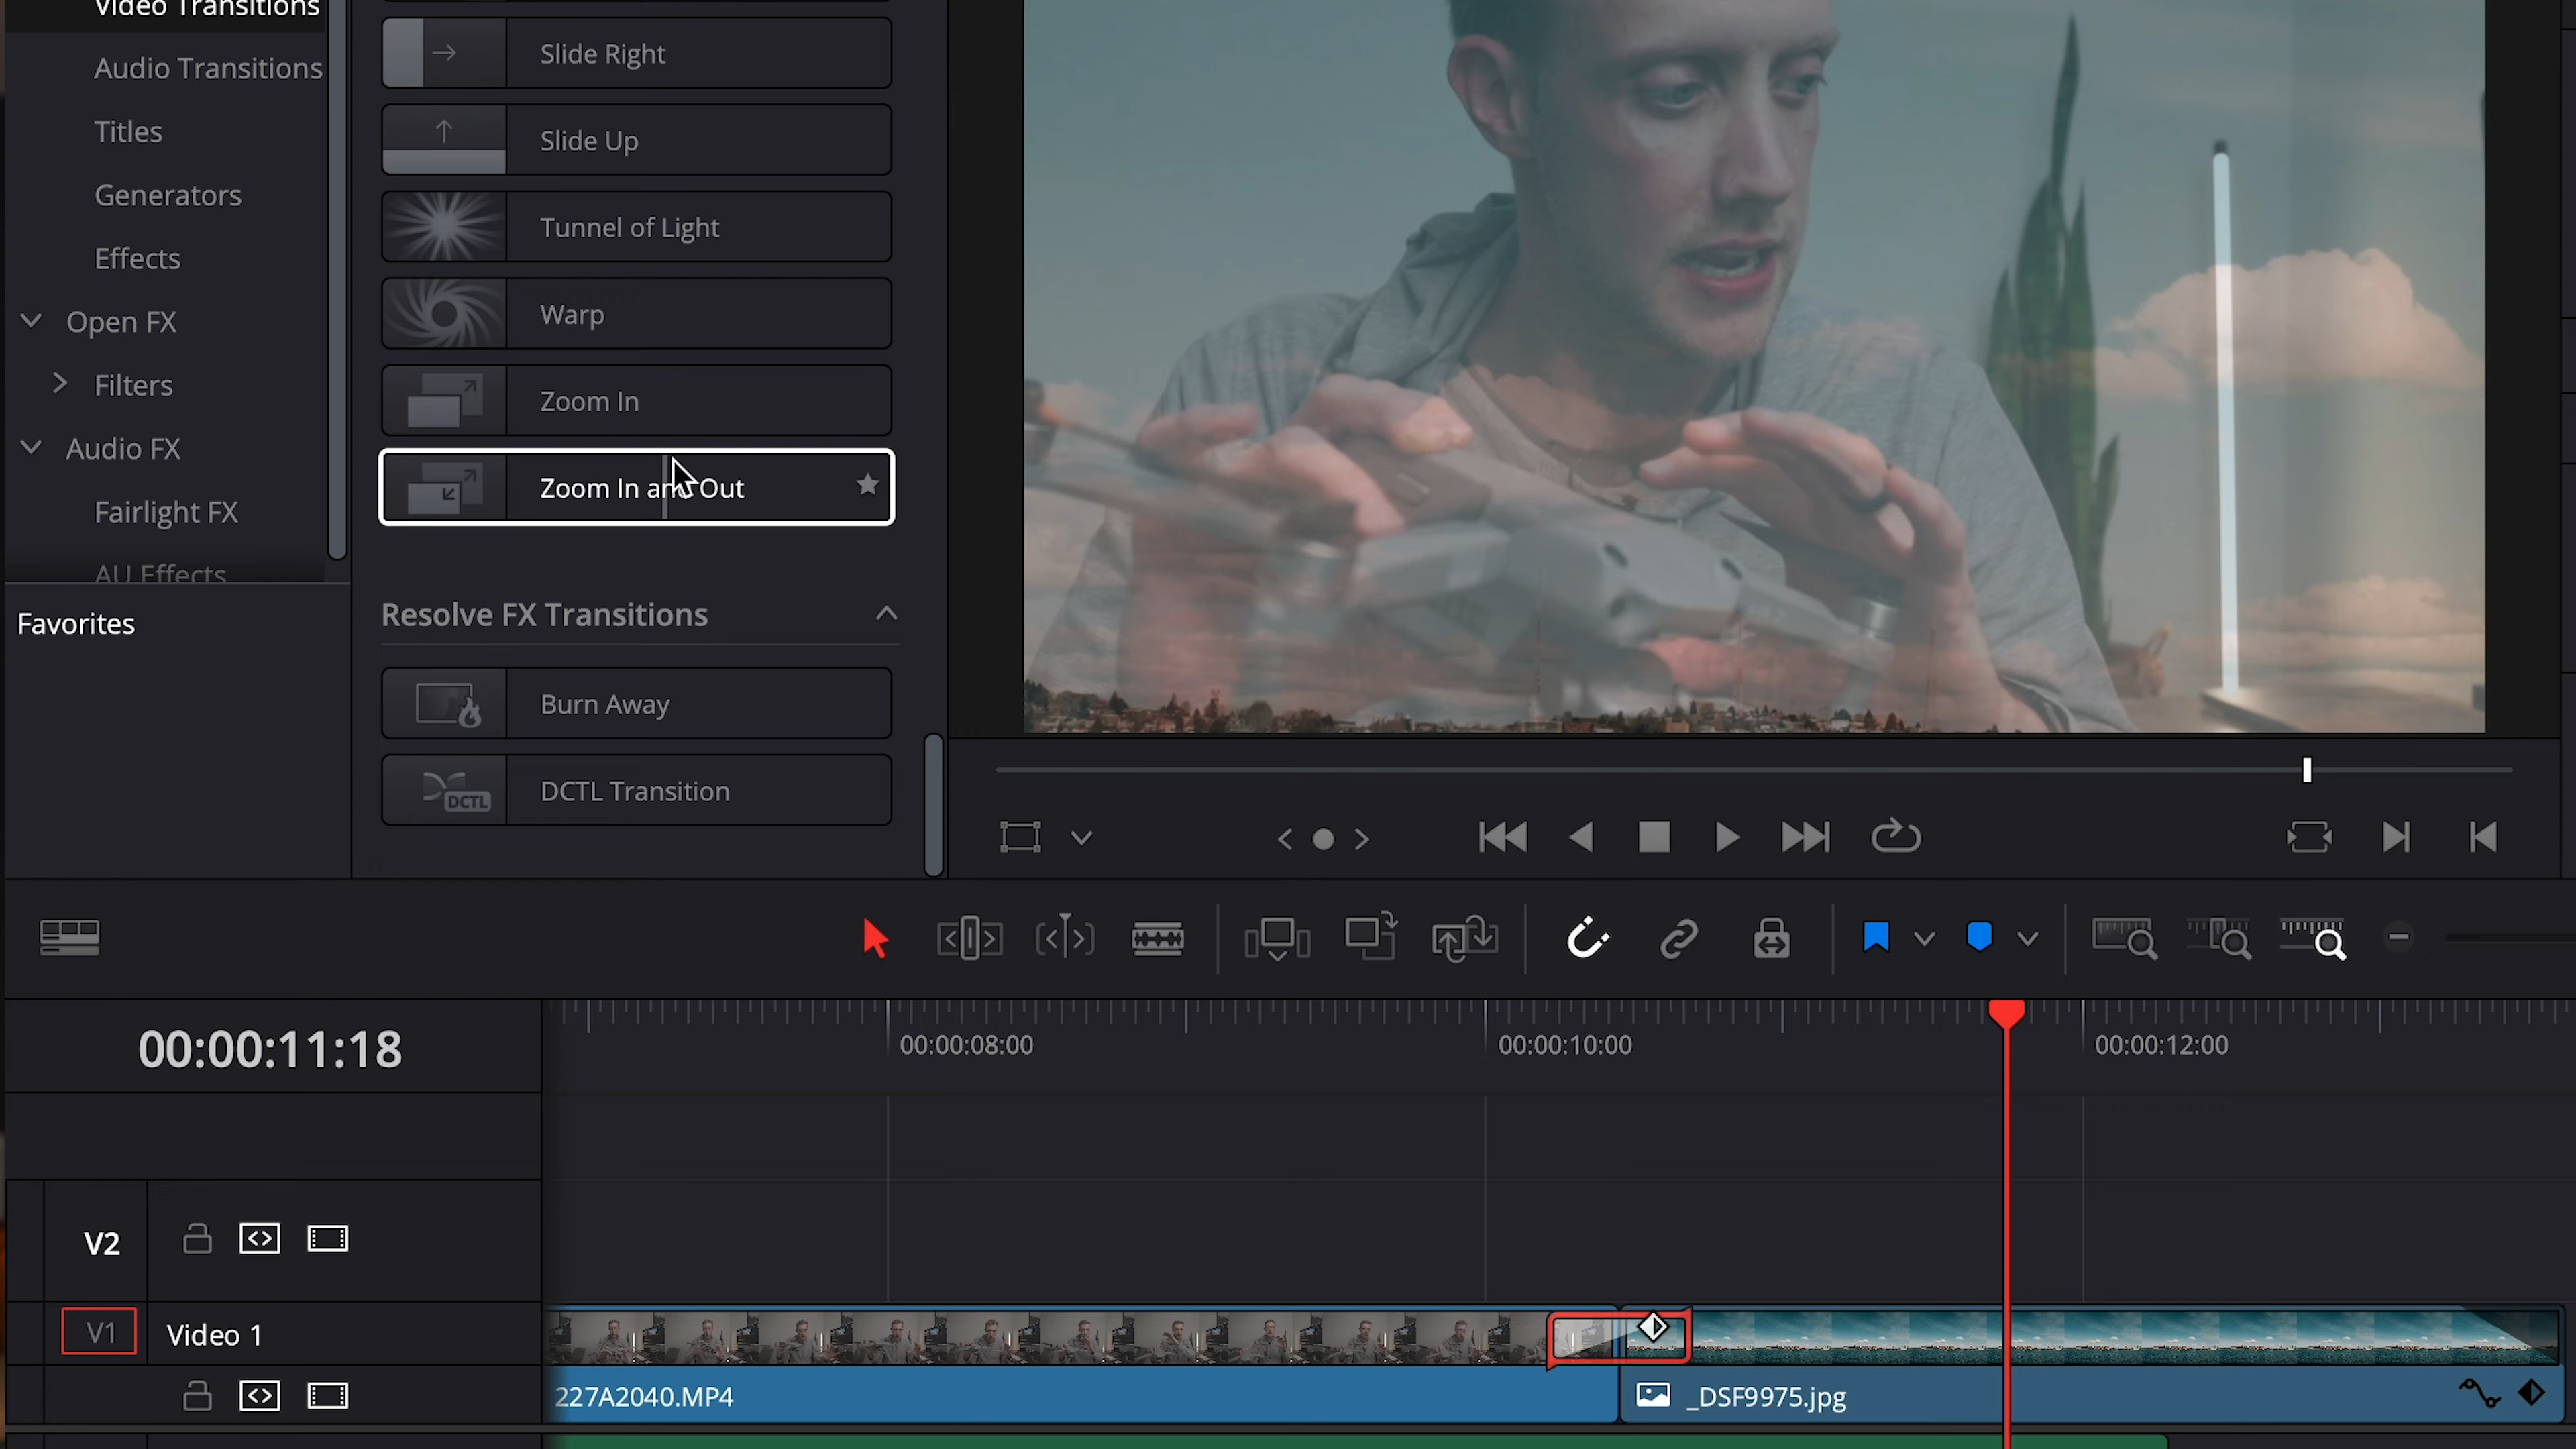 Video Transitions
Audio Transitions
Titles
Generators
Effects
Open FX
Filters
Audio FX
Fairlight FX
AU Effects
Favorites
Slide Right
Slide Up
Tunnel of Light
Warp
Zoom In
Zoom In and Out
Resolve FX Transitions
Burn Away
DCTL
DCTL Transition
00:00:11:18
00:00:08:00
00:00:10:00
00:00:12:00
V2
V1
Video 1
227A2040.MP4
_DSF9975.jpg